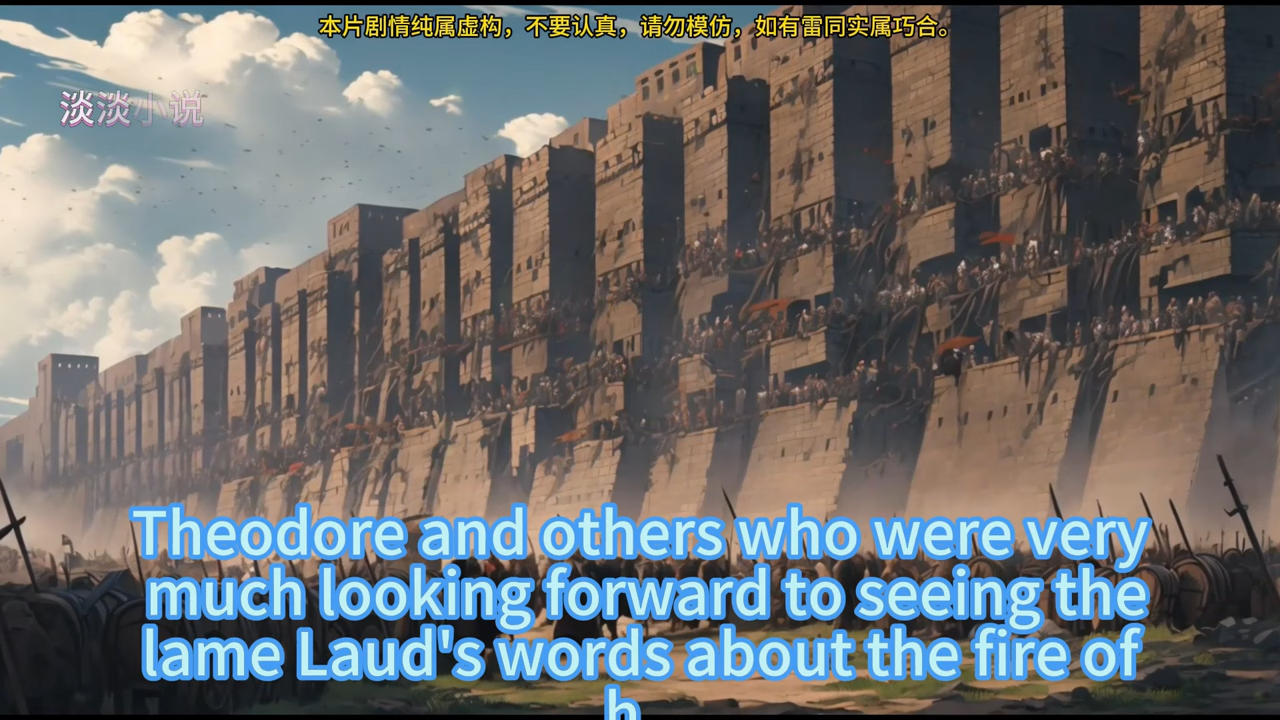 本片剧情纯属虚构，不要认真，请勿模仿，如有雷同实属巧合。
淡淡小说
Theodore and others who were very
much looking forward to seeing the
lame Laud's words about the fire of